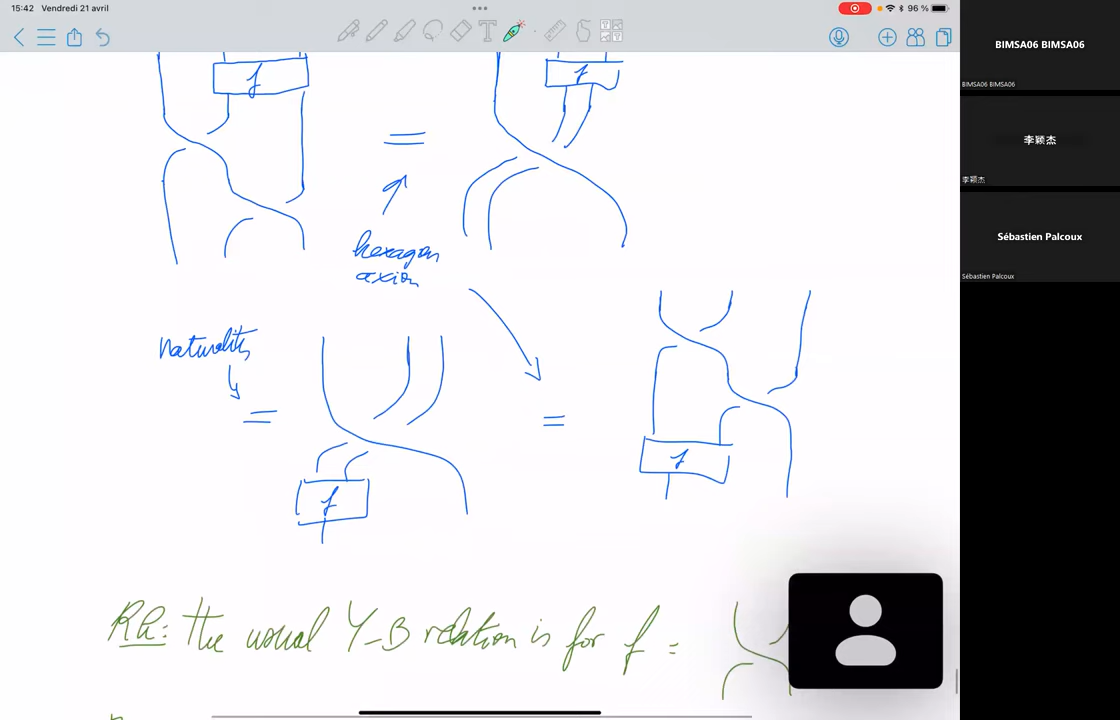 15:42 Vendredi 21 avril
96 %
f
f
=
hexagon
axiom
naturality
=
=
f
f
RK: the usual Y-B relation is for f =
BIMSA06 BIMSA06
BIMSA06 BIMSA06
李颖杰
李颖杰
Sébastien Palcoux
Sébastien Palcoux